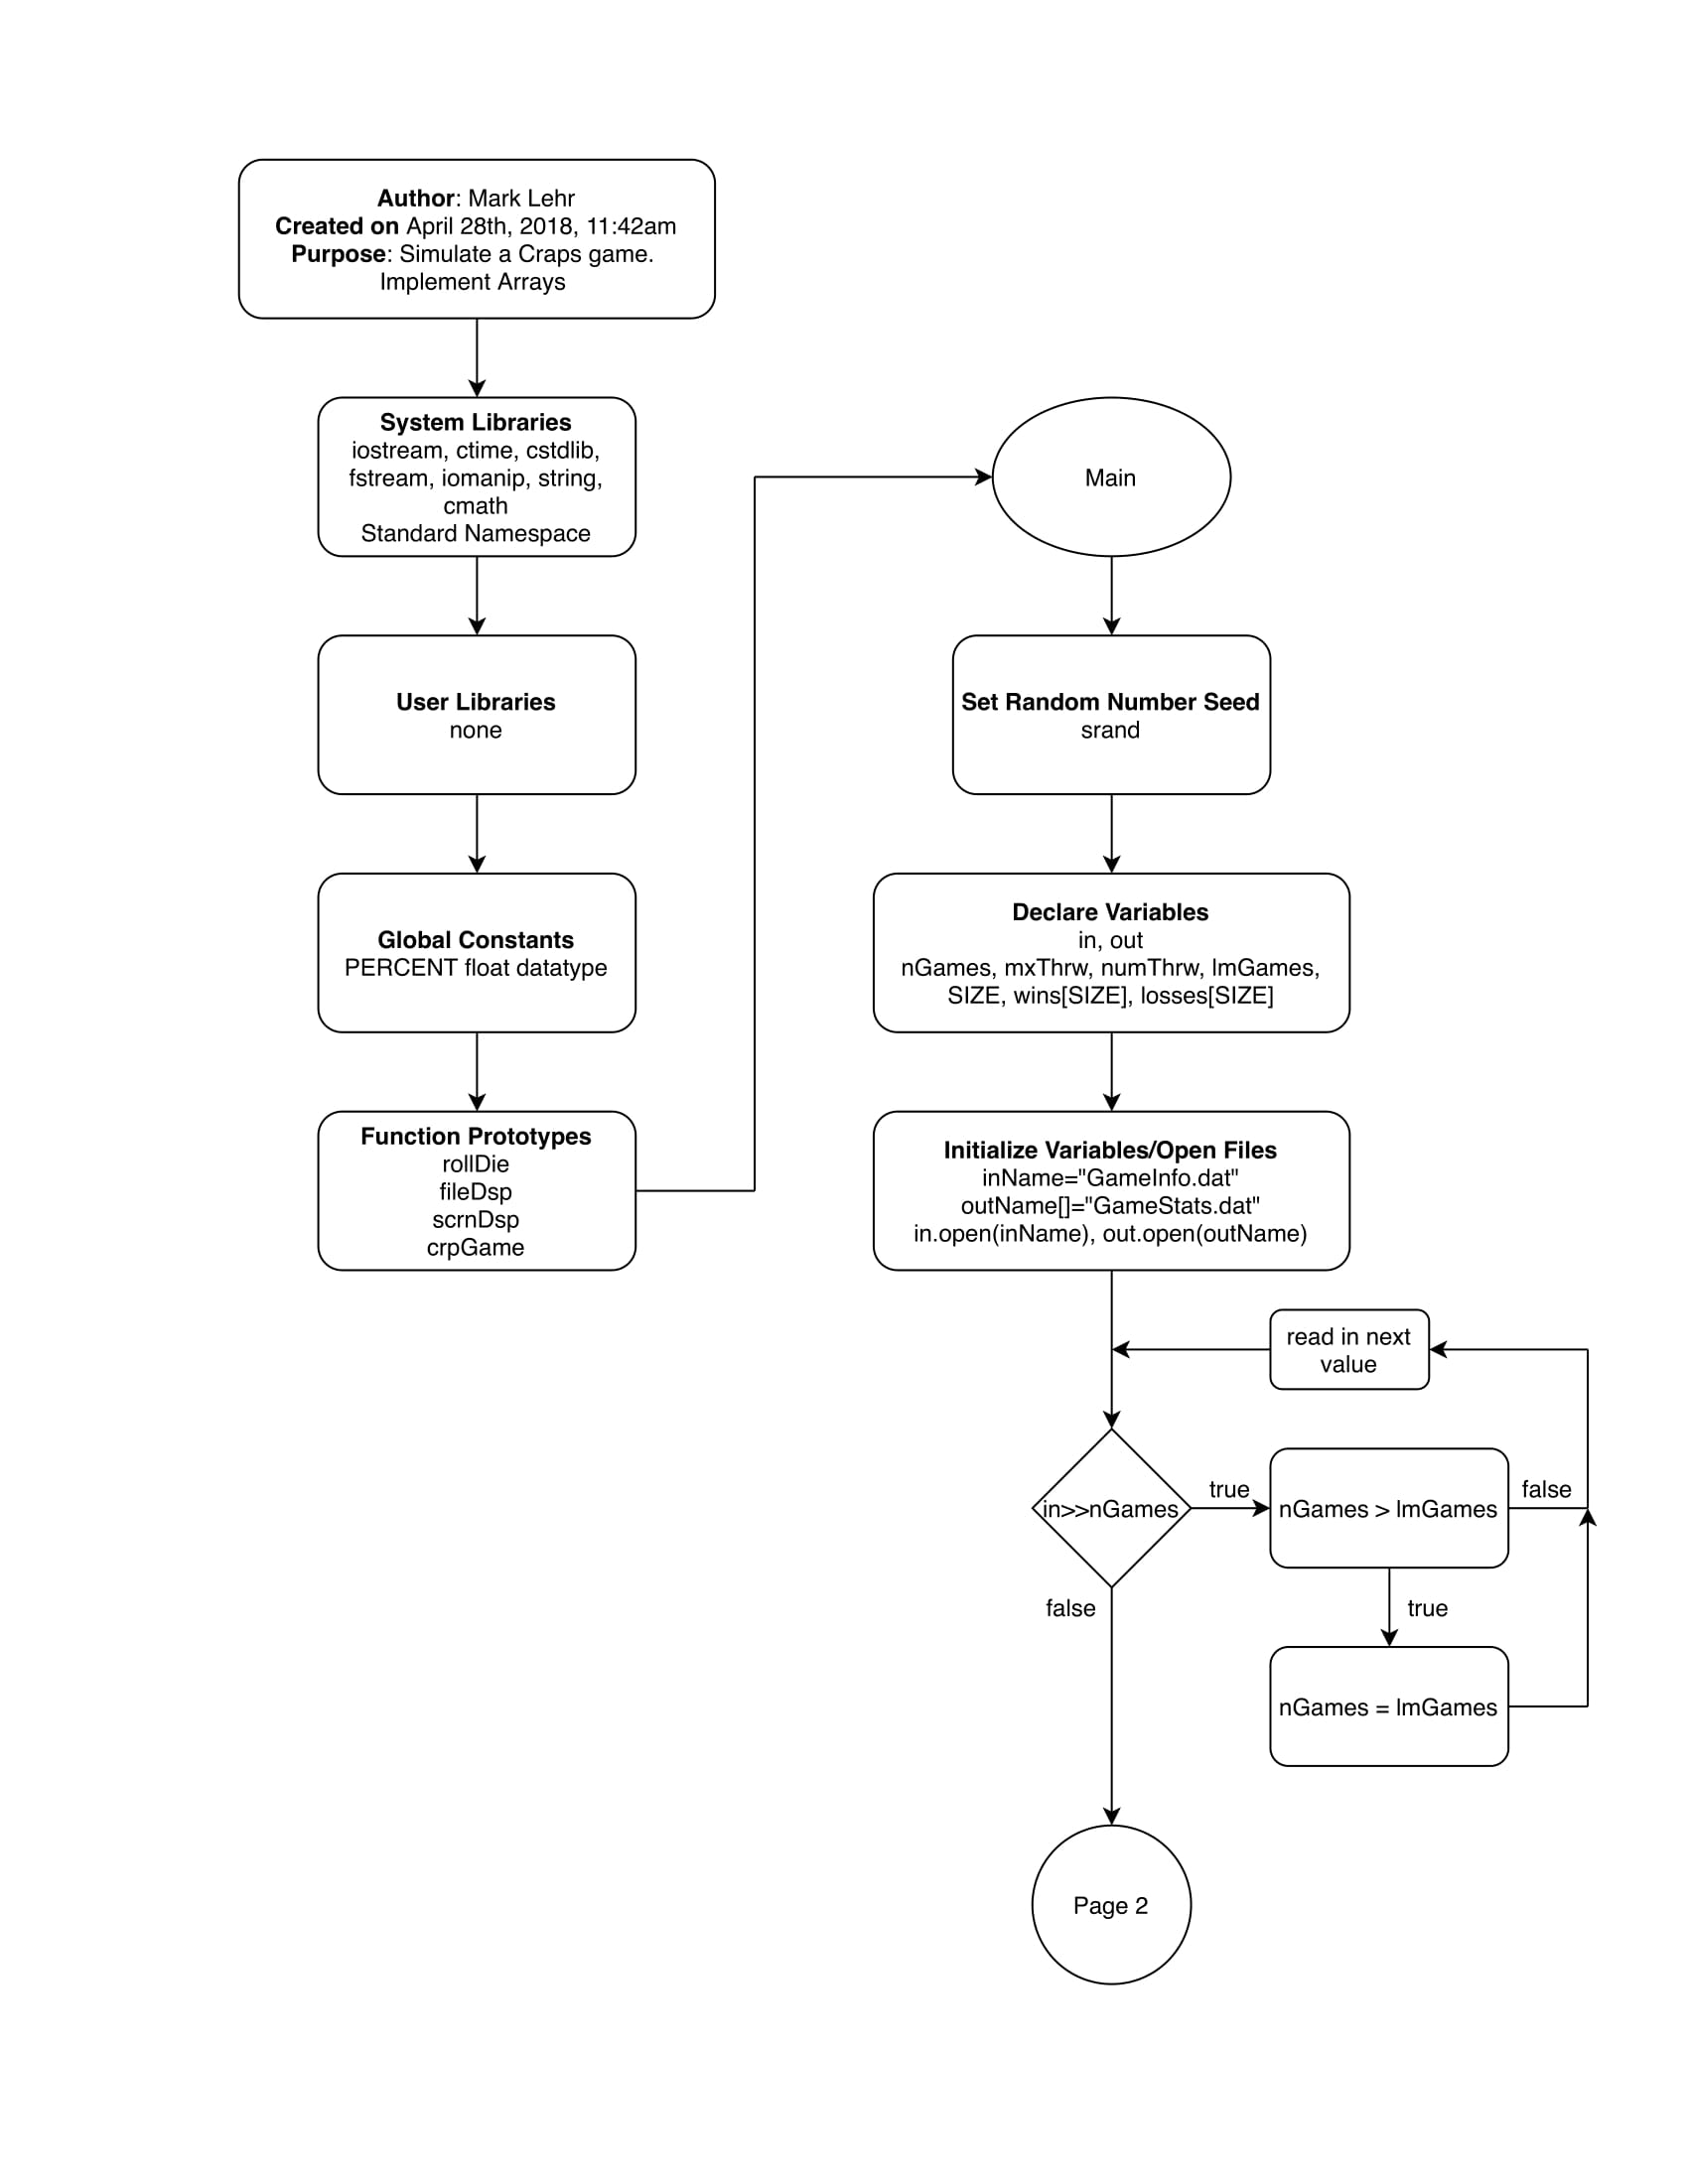 Author: Mark Lehr
Created on April 28th, 2018, 11:42am
Purpose: Simulate a Craps game.
Implement Arrays
System Libraries
iostream, ctime, cstdlib,
fstream, iomanip, string,
cmath
Standard Namespace
User Libraries
none
Global Constants
PERCENT float datatype
Function Prototypes
rollDie
fileDsp
scrnDsp
crpGame
Main
Set Random Number Seed
srand
Declare Variables
in, out
nGames, mxThrw, numThrw, lmGames,
SIZE, wins[SIZE], losses[SIZE]
Initialize Variables/Open Files
inName="GameInfo.dat"
outName[]="GameStats.dat"
in.open(inName), out.open(outName)
read in next
value
in>>nGames
true
nGames > lmGames
false
true
false
nGames = lmGames
Page 2